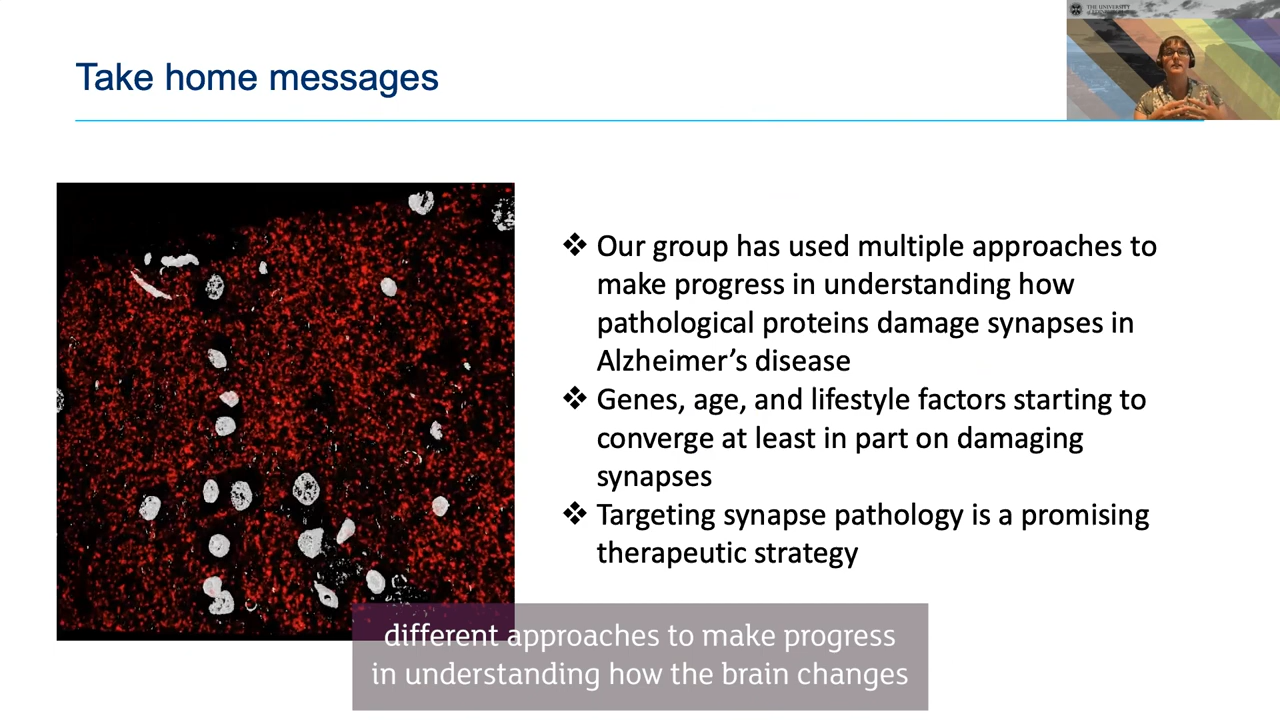 THE UNIVERSITY
Take home messages
❖ Our group has used multiple approaches to
make progress in understanding how
pathological proteins damage synapses in
Alzheimer’s disease
❖ Genes, age, and lifestyle factors starting to
converge at least in part on damaging
synapses
❖ Targeting synapse pathology is a promising
therapeutic strategy
different approaches to make progress
in understanding how the brain changes